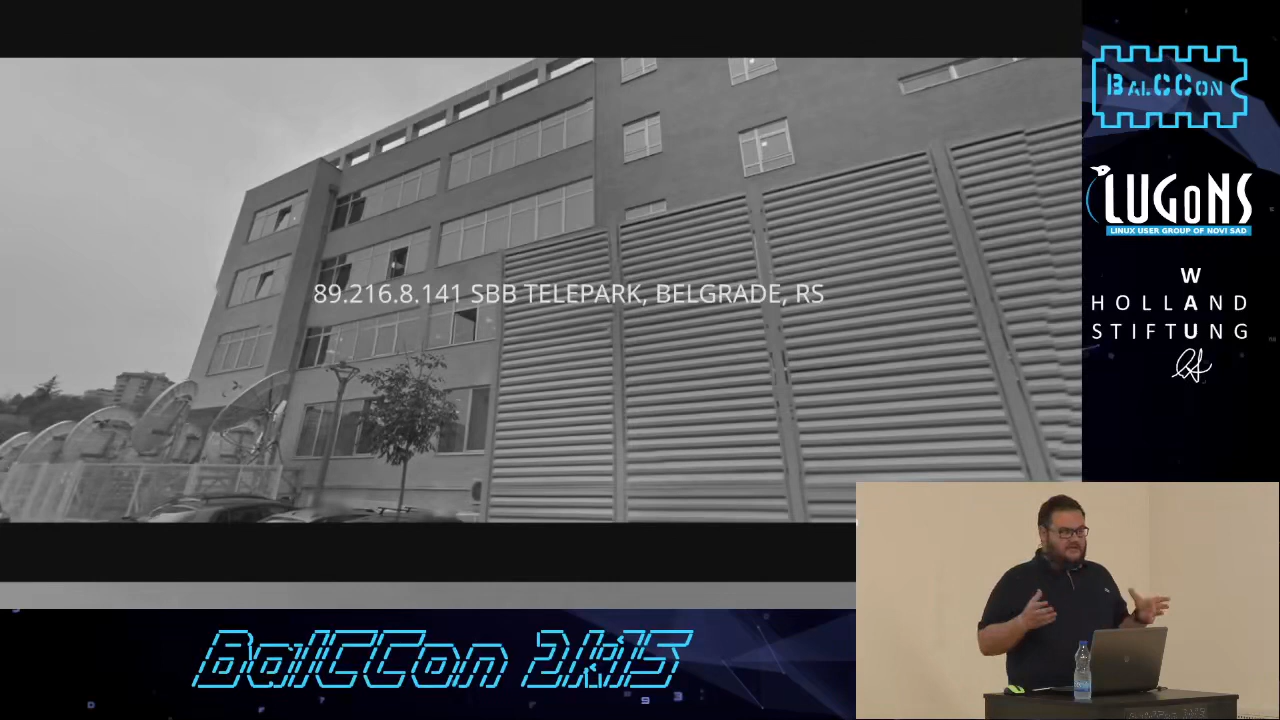 89.216.8.141 SBB TELEPARK, BELGRADE, RS
BALCCON
LUGoNS
LINUX USER GROUP OF NOVI SAD
W
HOLLAND
A
STIFTUNG
BalCCon 2k15